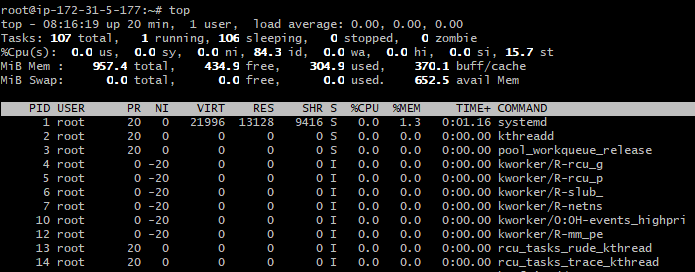 root@ip-172-31-5-177:~# top
top - 08:16:19 up 20 min,  1 user,  load average: 0.00, 0.00, 0.00
Tasks: 107 total,   1 running, 106 sleeping,   0 stopped,   0 zombie
%Cpu(s):  0.0 us,  0.0 sy,  0.0 ni, 84.3 id,  0.0 wa,  0.0 hi,  0.0 si, 15.7 st
MiB Mem :    957.4 total,    434.9 free,    304.9 used,    370.1 buff/cache
MiB Swap:      0.0 total,      0.0 free,      0.0 used.    652.5 avail Mem
PID USER      PR  NI    VIRT    RES    SHR S  %CPU  %MEM     TIME+ COMMAND
1 root      20   0   21996  13128   9416 S   0.0   1.3   0:01.16 systemd
2 root      20   0       0      0      0 S   0.0   0.0   0:00.00 kthreadd
3 root      20   0       0      0      0 S   0.0   0.0   0:00.00 pool_workqueue_release
4 root       0 -20       0      0      0 I   0.0   0.0   0:00.00 kworker/R-rcu_g
5 root       0 -20       0      0      0 I   0.0   0.0   0:00.00 kworker/R-rcu_p
6 root       0 -20       0      0      0 I   0.0   0.0   0:00.00 kworker/R-slub_
7 root       0 -20       0      0      0 I   0.0   0.0   0:00.00 kworker/R-netns
10 root       0 -20       0      0      0 I   0.0   0.0   0:00.00 kworker/0:0H-events_highpri
12 root       0 -20       0      0      0 I   0.0   0.0   0:00.00 kworker/R-mm_pe
13 root      20   0       0      0      0 I   0.0   0.0   0:00.00 rcu_tasks_rude_kthread
14 root      20   0       0      0      0 I   0.0   0.0   0:00.00 rcu_tasks_trace_kthread